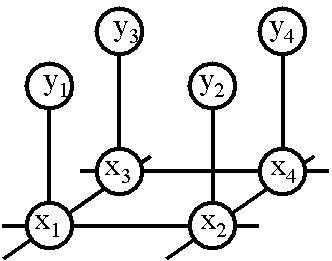 y₃ y₄
y₁ y₂
x₃ x₄
x₁ x₂